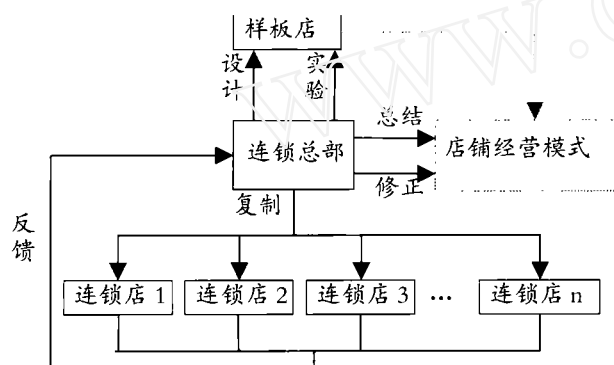 样板店
设计
实验
总结
连锁总部
店铺经营模式
修正
复制
反馈
连锁店 1
连锁店 2
连锁店 3
…
连锁店 n
www.